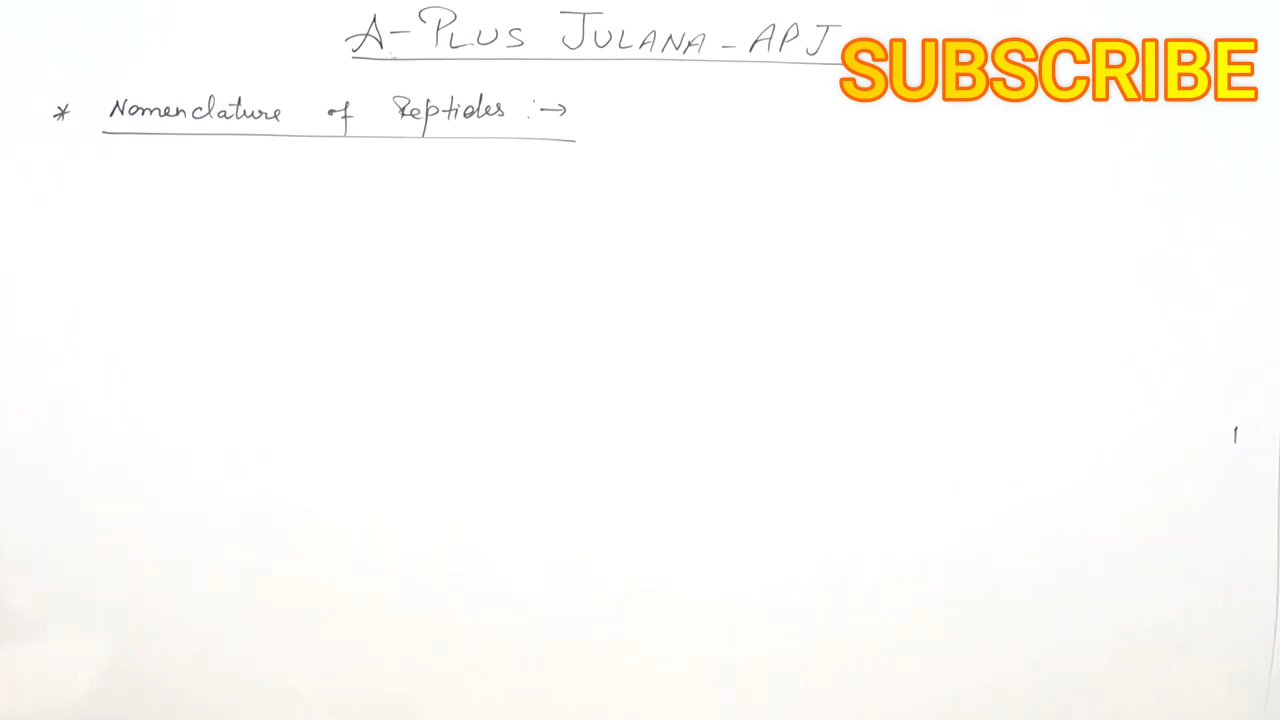 A-PLUS JULANA - APJ
SUBSCRIBE
* Nomenclature of Peptides :→